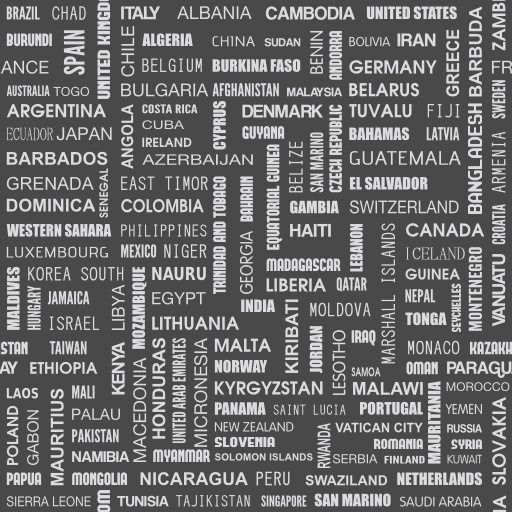 BRAZIL CHAD ITALY ALBANIA CAMBODIA UNITED STATES
BURUNDI SPAIN UNITED KINGD CHILE ALGERIA CHINA SUDAN BENIN ANDORRA BOLIVIA IRAN GREECE BARBUDA ZAMBI
ANCE BELGIUM BURKINA FASO GERMANY FR
AUSTRALIA TOGO BULGARIA AFGHANISTAN MALAYSIA BELARUS SWEDEN
ARGENTINA ANGOLA COSTA RICA CYPRUS DENMARK TUVALU FIJI BANGLADESH
ECUADOR JAPAN CUBA GUYANA SAN MARINO CZECH REPUBLIC BAHAMAS LATVIA ARMENIA
IRELAND
BARBADOS AZERBAIJAN EQUATORIAL GUINEA BELIZE GUATEMALA
GRENADA SENEGAL EAST TIMOR TRINIDAD AND TOBAGO BAHRAIN EL SALVADOR
DOMINICA COLOMBIA GAMBIA SWITZERLAND CROATIA
WESTERN SAHARA PHILIPPINES GEORGIA HAITI LEBANON MARSHALL ISLANDS CANADA
LUXEMBOURG MEXICO NIGER MADAGASCAR ICELAND MONTENEGRO VANUATU
MALDIVES KOREA SOUTH MOZAMBIQUE NAURU LIBERIA QATAR GUINEA
HUNGARY JAMAICA LIBYA EGYPT INDIA KIRIBATI MOLDOVA NEPAL SEYCHELLES
ISRAEL LITHUANIA JORDAN LESOTHO IRAQ TONGA
STAN TAIWAN KENYA MACEDONIA HONDURAS UNITED ARAB EMIRATES MICRONESIA MALTA MONACO KAZAKH
AY ETHIOPIA NORWAY SAMOA OMAN PARAGU
LAOS MAURITIUS MALI KYRGYZSTAN MALAWI MAURITANIA MOROCCO
POLAND GABON PALAU PANAMA SAINT LUCIA PORTUGAL YEMEN SLOVAKIA
PAKISTAN NEW ZEALAND RWANDA VATICAN CITY RUSSIA
SLOVENIA ROMANIA SYRIA
NAMIBIA MYANMAR SOLOMON ISLANDS SERBIA FINLAND KUWAIT
PAPUA MONGOLIA NICARAGUA PERU SWAZILAND NETHERLANDS
SIERRA LEONE OM TUNISIA TAJIKISTAN SINGAPORE SAN MARINO SAUDI ARABIA